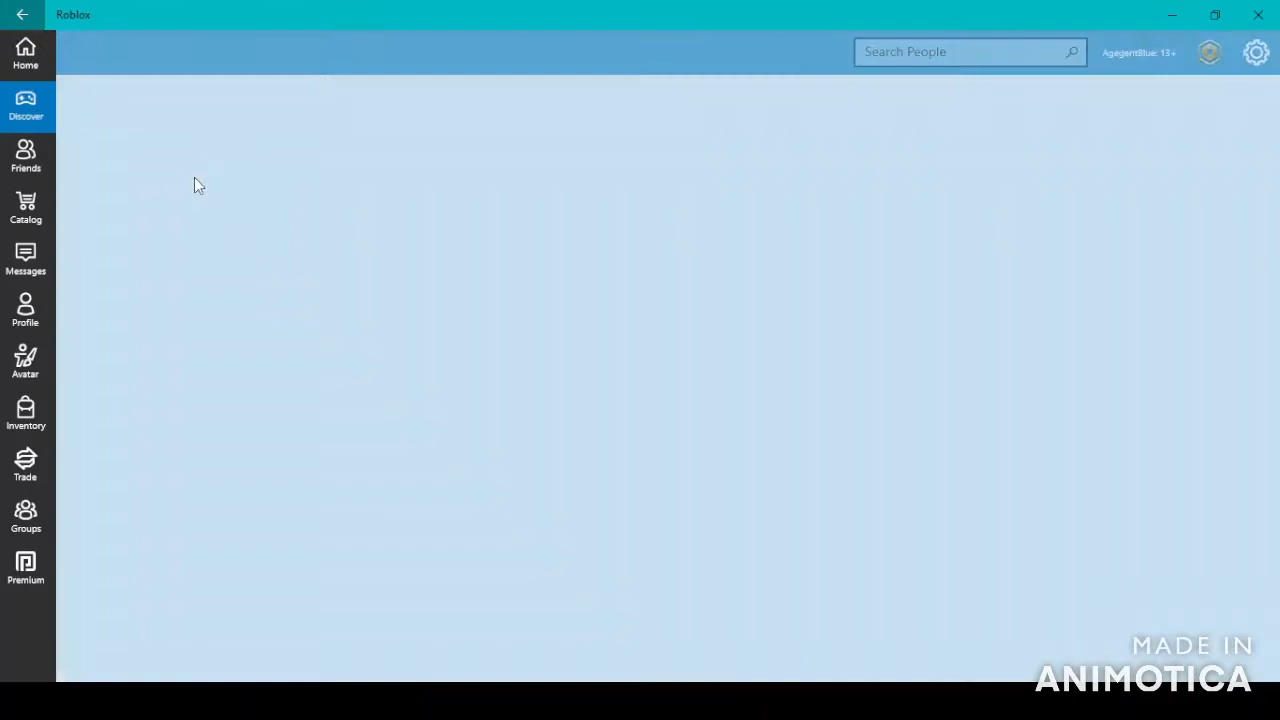 Roblox
Search People
AgegentBlue: 13+
Home
Discover
Friends
Catalog
Messages
Profile
Avatar
Inventory
Trade
Groups
Premium
MADE IN
ANIMOTICA